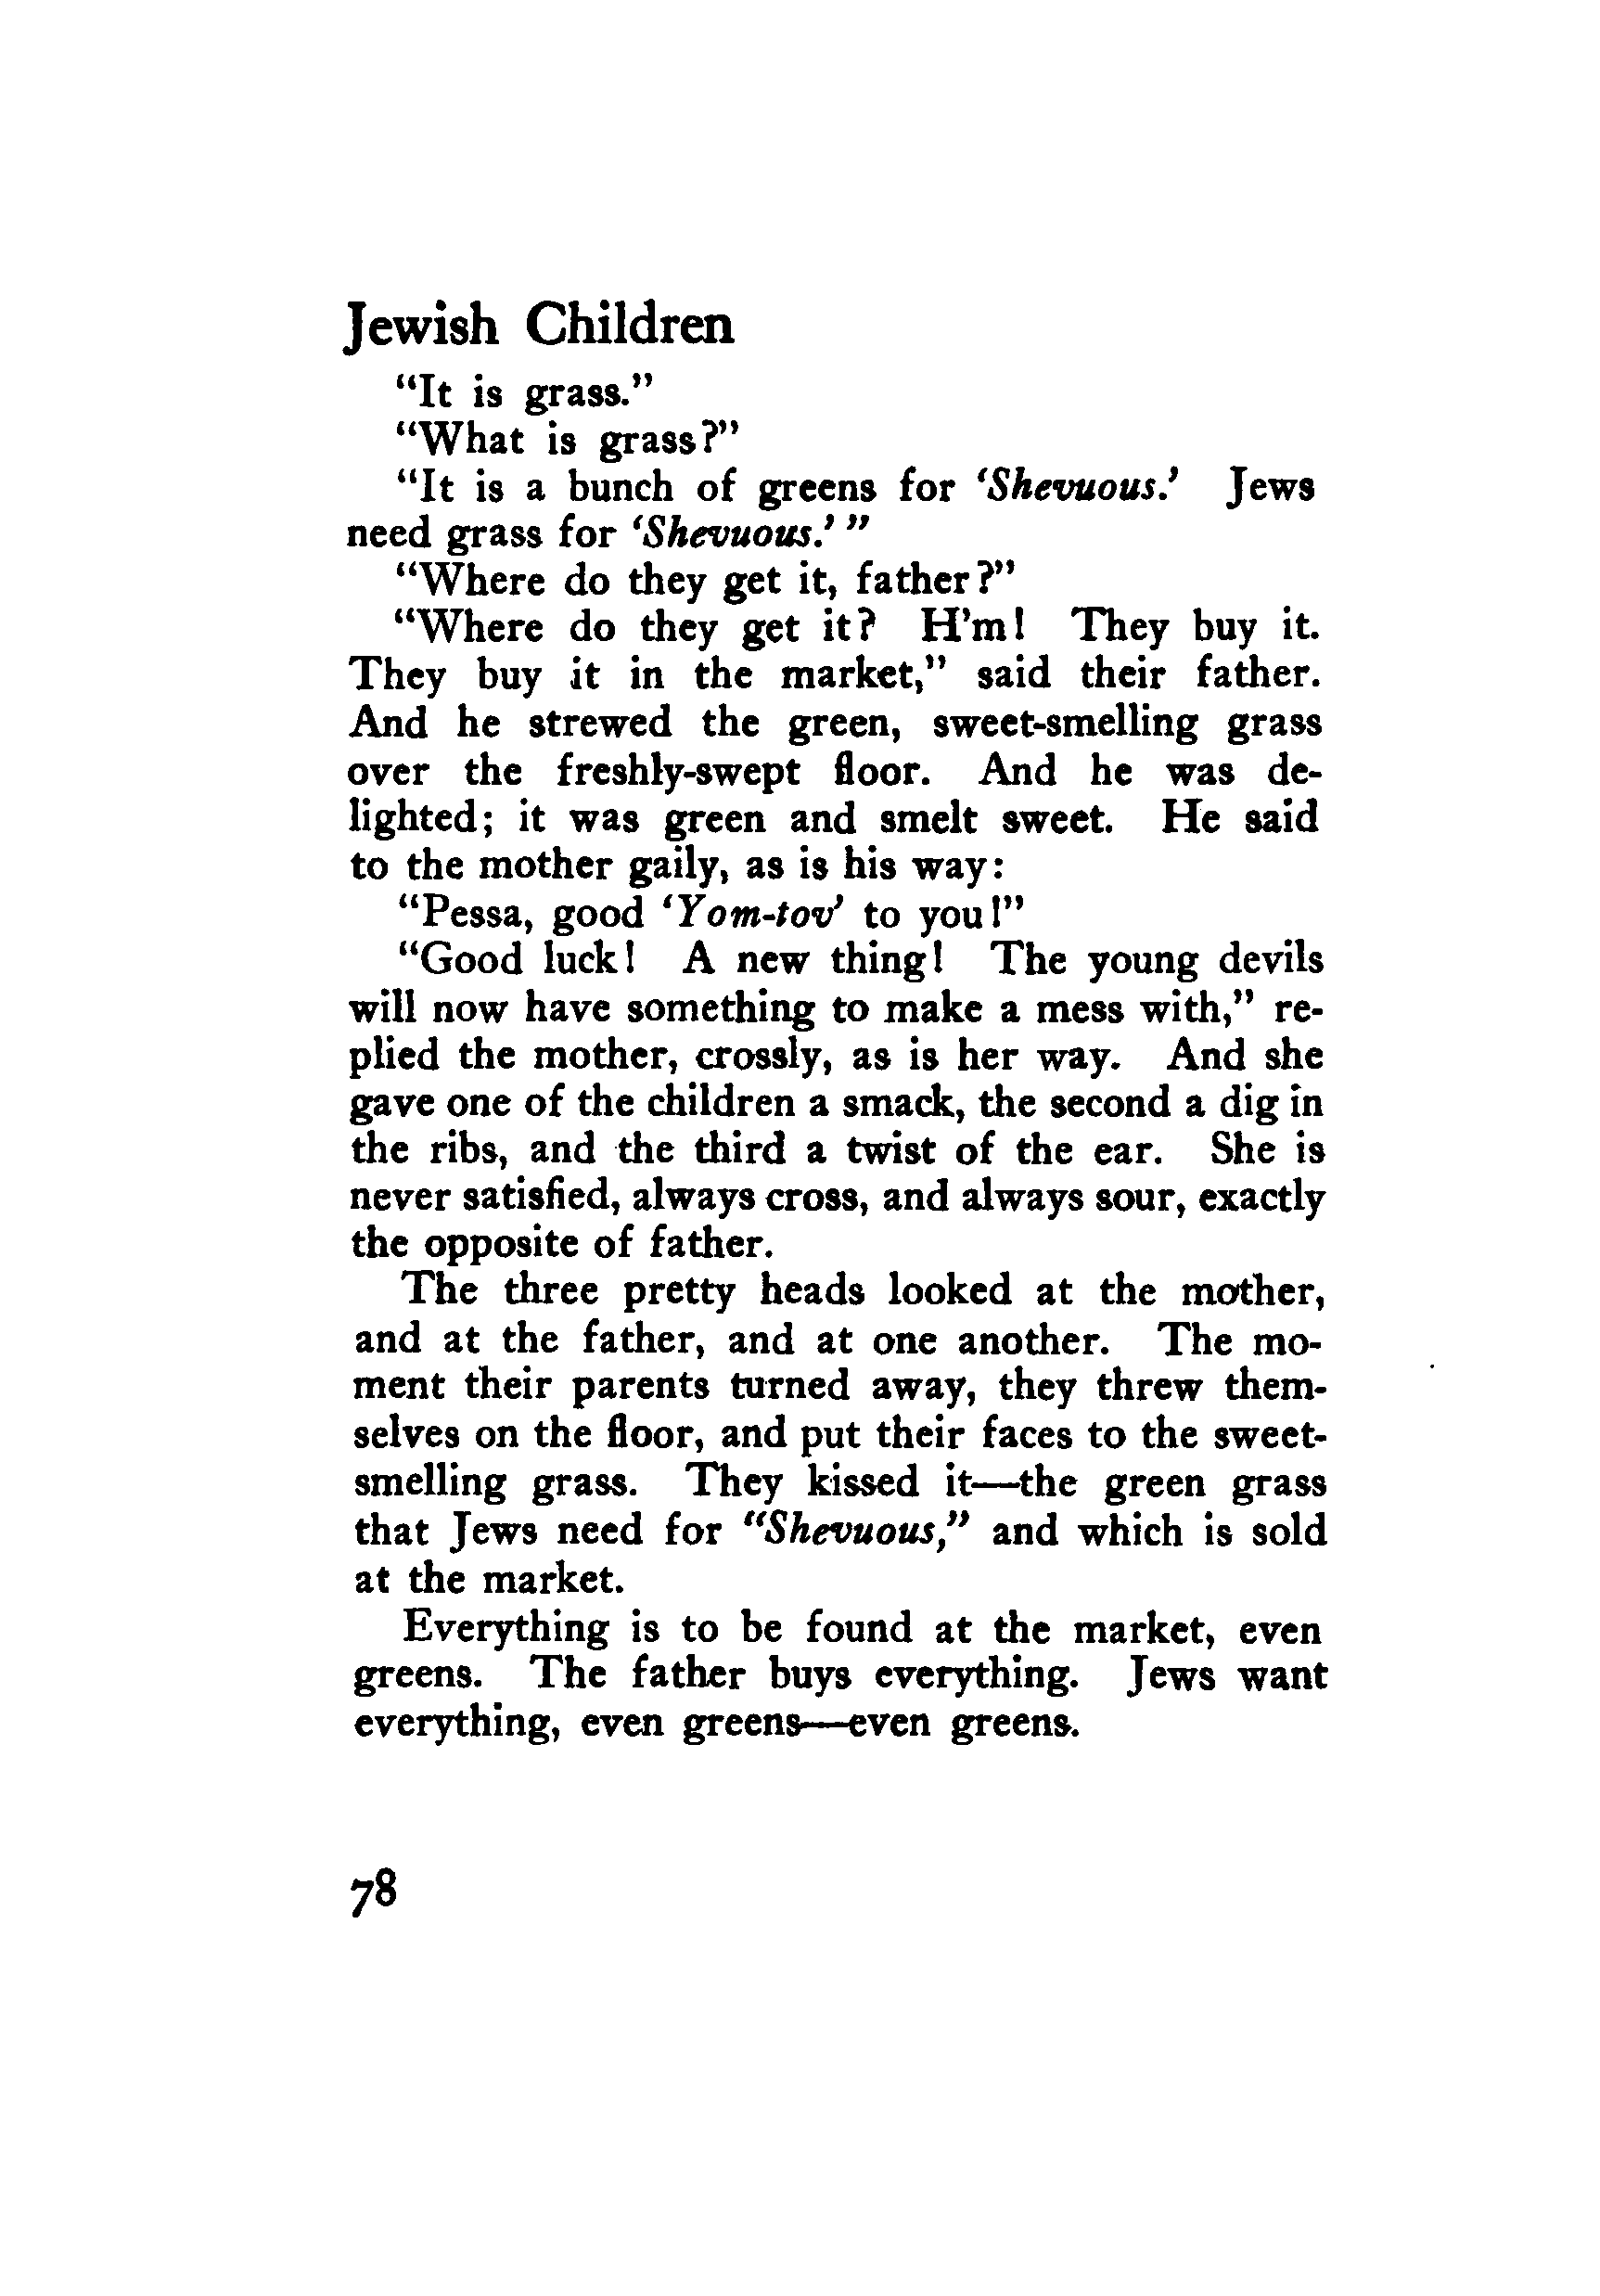 Jewish Children
“It is grass.”
“What is grass?”
“It is a bunch of greens for ‘Shevuous.’ Jews
need grass for ‘Shevuous.’ ”
“Where do they get it, father?”
“Where do they get it? H’m! They buy it.
They buy it in the market,” said their father.
And he strewed the green, sweet-smelling grass
over the freshly-swept floor. And he was de-
lighted; it was green and smelt sweet. He said
to the mother gaily, as is his way:
“Pessa, good ‘Yom-tov’ to you!”
“Good luck! A new thing! The young devils
will now have something to make a mess with,” re-
plied the mother, crossly, as is her way. And she
gave one of the children a smack, the second a dig in
the ribs, and the third a twist of the ear. She is
never satisfied, always cross, and always sour, exactly
the opposite of father.
The three pretty heads looked at the mother,
and at the father, and at one another. The mo-
ment their parents turned away, they threw them-
selves on the floor, and put their faces to the sweet-
smelling grass. They kissed it—the green grass
that Jews need for “Shevuous,” and which is sold
at the market.
Everything is to be found at the market, even
greens. The father buys everything. Jews want
everything, even greens—even greens.
78